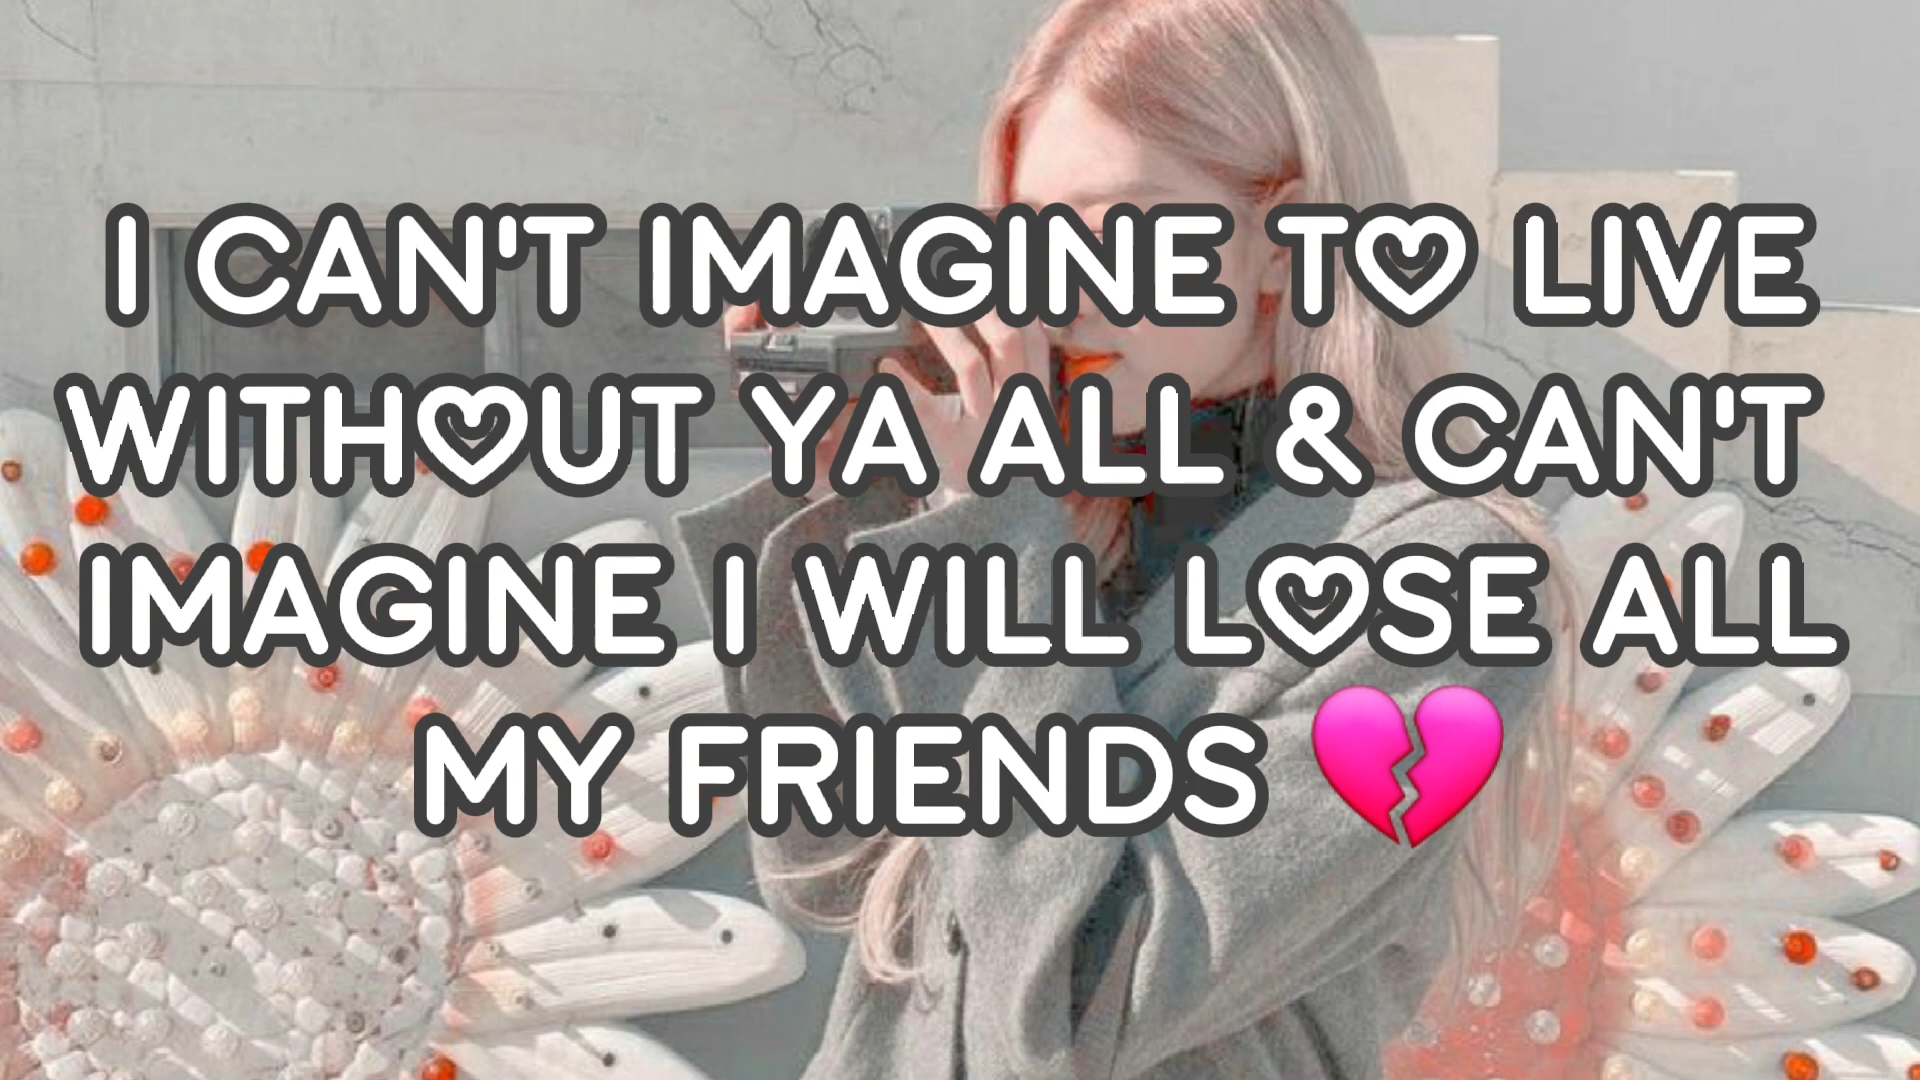 I CAN'T IMAGINE TO LIVE
WITHOUT YA ALL & CAN'T
IMAGINE I WILL LOSE ALL
MY FRIENDS 💔